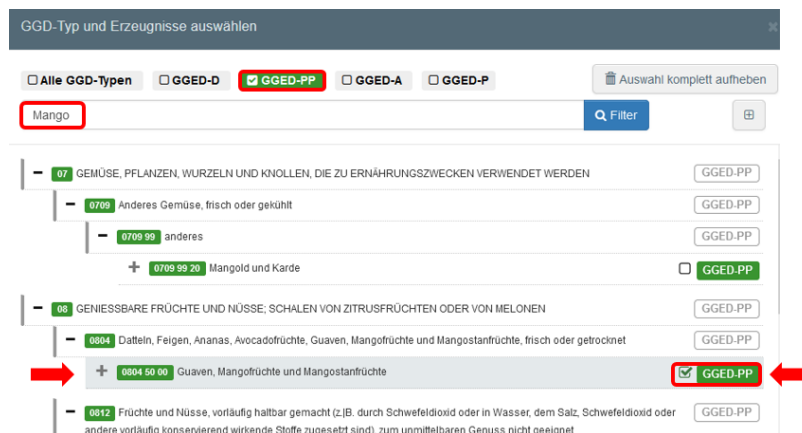 GGD-Typ und Erzeugnisse auswählen
Alle GGD-Typen GGED-D GGED-PP GGED-A GGED-P Auswahl komplett aufheben
Mango Filter
07 GEMÜSE, PFLANZEN, WURZELN UND KNOLLEN, DIE ZU ERNÄHRUNGSZWECKEN VERWENDET WERDEN GGED-PP
0709 Anderes Gemüse, frisch oder gekühlt GGED-PP
0709 99 anderes GGED-PP
0709 99 20 Mangold und Karde GGED-PP
08 GENIESSBARE FRÜCHTE UND NÜSSE; SCHALEN VON ZITRUSFRÜCHTEN ODER VON MELONEN GGED-PP
0804 Datteln, Feigen, Ananas, Avocadofrüchte, Guaven, Mangofrüchte und Mangostanfrüchte, frisch oder getrocknet GGED-PP
0804 50 00 Guaven, Mangofrüchte und Mangostanfrüchte GGED-PP
0812 Früchte und Nüsse, vorläufig haltbar gemacht (z.|B. durch Schwefeldioxid oder in Wasser, dem Salz, Schwefeldioxid oder GGED-PP
andere vorläufig konservierend wirkende Stoffe zugesetzt sind), zum unmittelbaren Genuss nicht geeignet